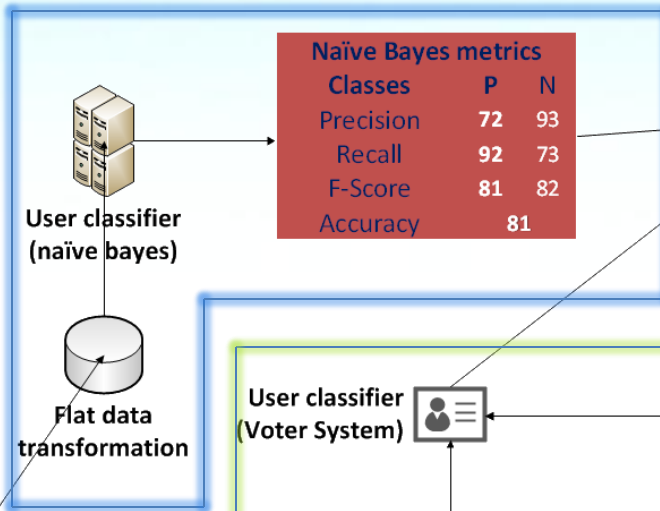 Naïve Bayes metrics
Classes P N
Precision 72 93
Recall 92 73
F-Score 81 82
Accuracy 81
User classifier
(naïve bayes)
Flat data
transformation
User classifier
(Voter System)